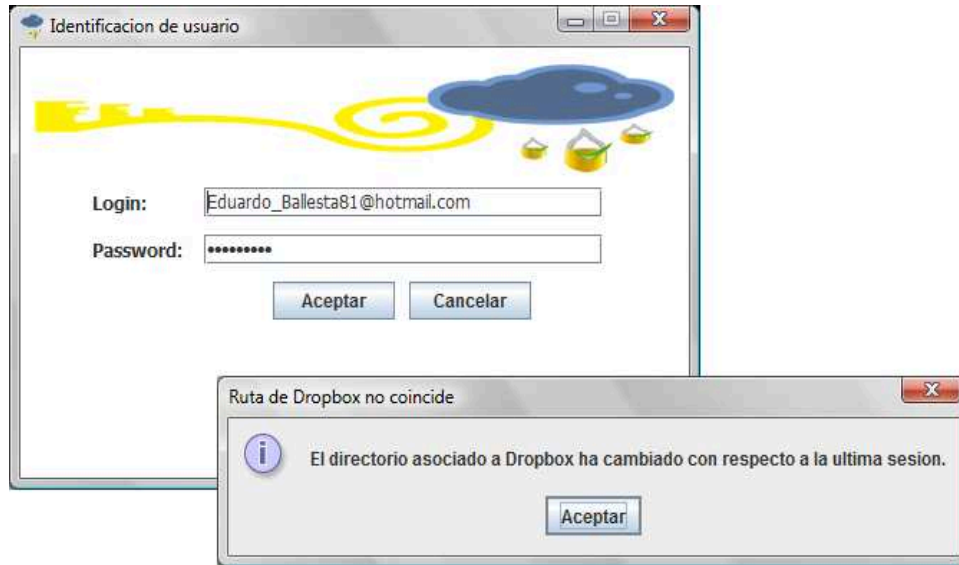 Identificacion de usuario
Login:
Eduardo_Ballesta81@hotmail.com
Password:
•••••••••
Aceptar
Cancelar
Ruta de Dropbox no coincide
El directorio asociado a Dropbox ha cambiado con respecto a la ultima sesion.
Aceptar